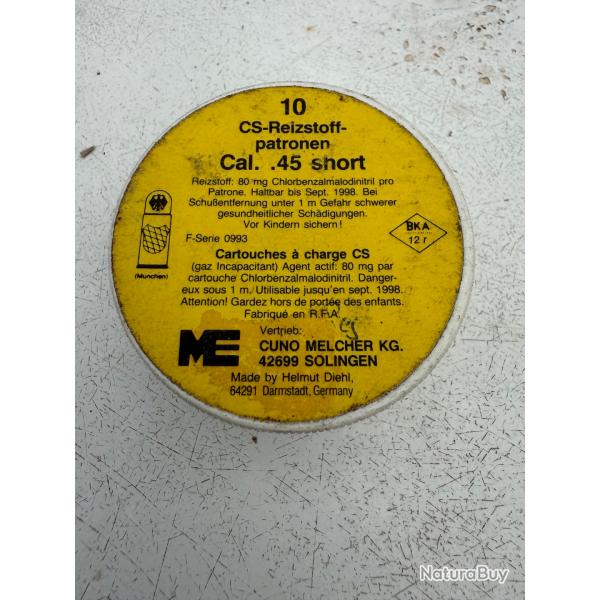 10
CS-Reizstoff-
patronen
Cal. .45 short
Reizstoff: 80 mg Chlorbenzalmalodinitril pro
Patrone. Haltbar bis Sept. 1998. Bei
Schußentfernung unter 1 m Gefahr schwerer
gesundheitlicher Schädigungen.
Vor Kindern sichern!
F-Serie 0993
(Munchen)
BKA
12 r
Cartouches à charge CS
(gaz Incapacitant) Agent actif: 80 mg par
cartouche Chlorbenzalmalodinitril. Danger-
eux sous 1 m. Utilisable jusqu'en sept. 1998.
Attention! Gardez hors de portée des enfants.
Fabriqué en R.F.A.
ME
Vertrieb:
CUNO MELCHER KG.
42699 SOLINGEN
Made by Helmut Diehl,
64291 Darmstadt, Germany
NaturaBuy